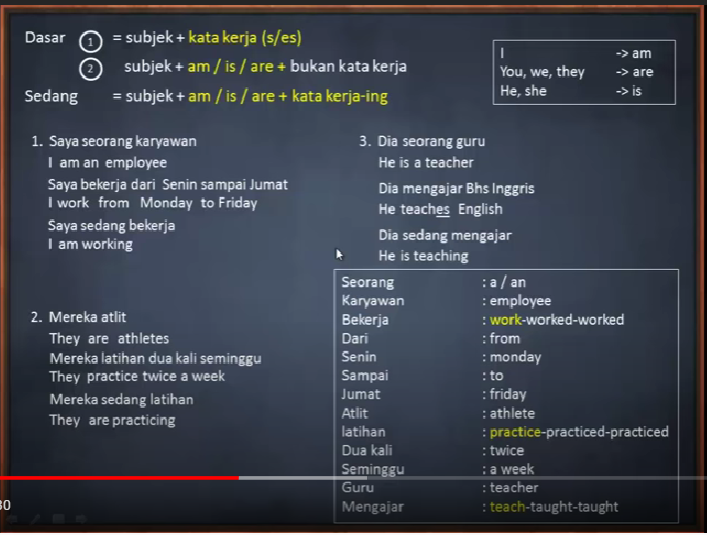 Dasar 1 = subjek + kata kerja (s/es)
2 subjek + am / is / are + bukan kata kerja
Sedang = subjek + am / is / are + kata kerja-ing
I -> am
You, we, they -> are
He, she -> is
1. Saya seorang karyawan
I am an employee
Saya bekerja dari Senin sampai Jumat
I work from Monday to Friday
Saya sedang bekerja
I am working
2. Mereka atlit
They are athletes
Mereka latihan dua kali seminggu
They practice twice a week
Mereka sedang latihan
They are practicing
3. Dia seorang guru
He is a teacher
Dia mengajar Bhs Inggris
He teaches English
Dia sedang mengajar
He is teaching
Seorang : a / an
Karyawan : employee
Bekerja : work-worked-worked
Dari : from
Senin : monday
Sampai : to
Jumat : friday
Atlit : athlete
latihan : practice-practiced-practiced
Dua kali : twice
Seminggu : a week
Guru : teacher
Mengajar : teach-taught-taught